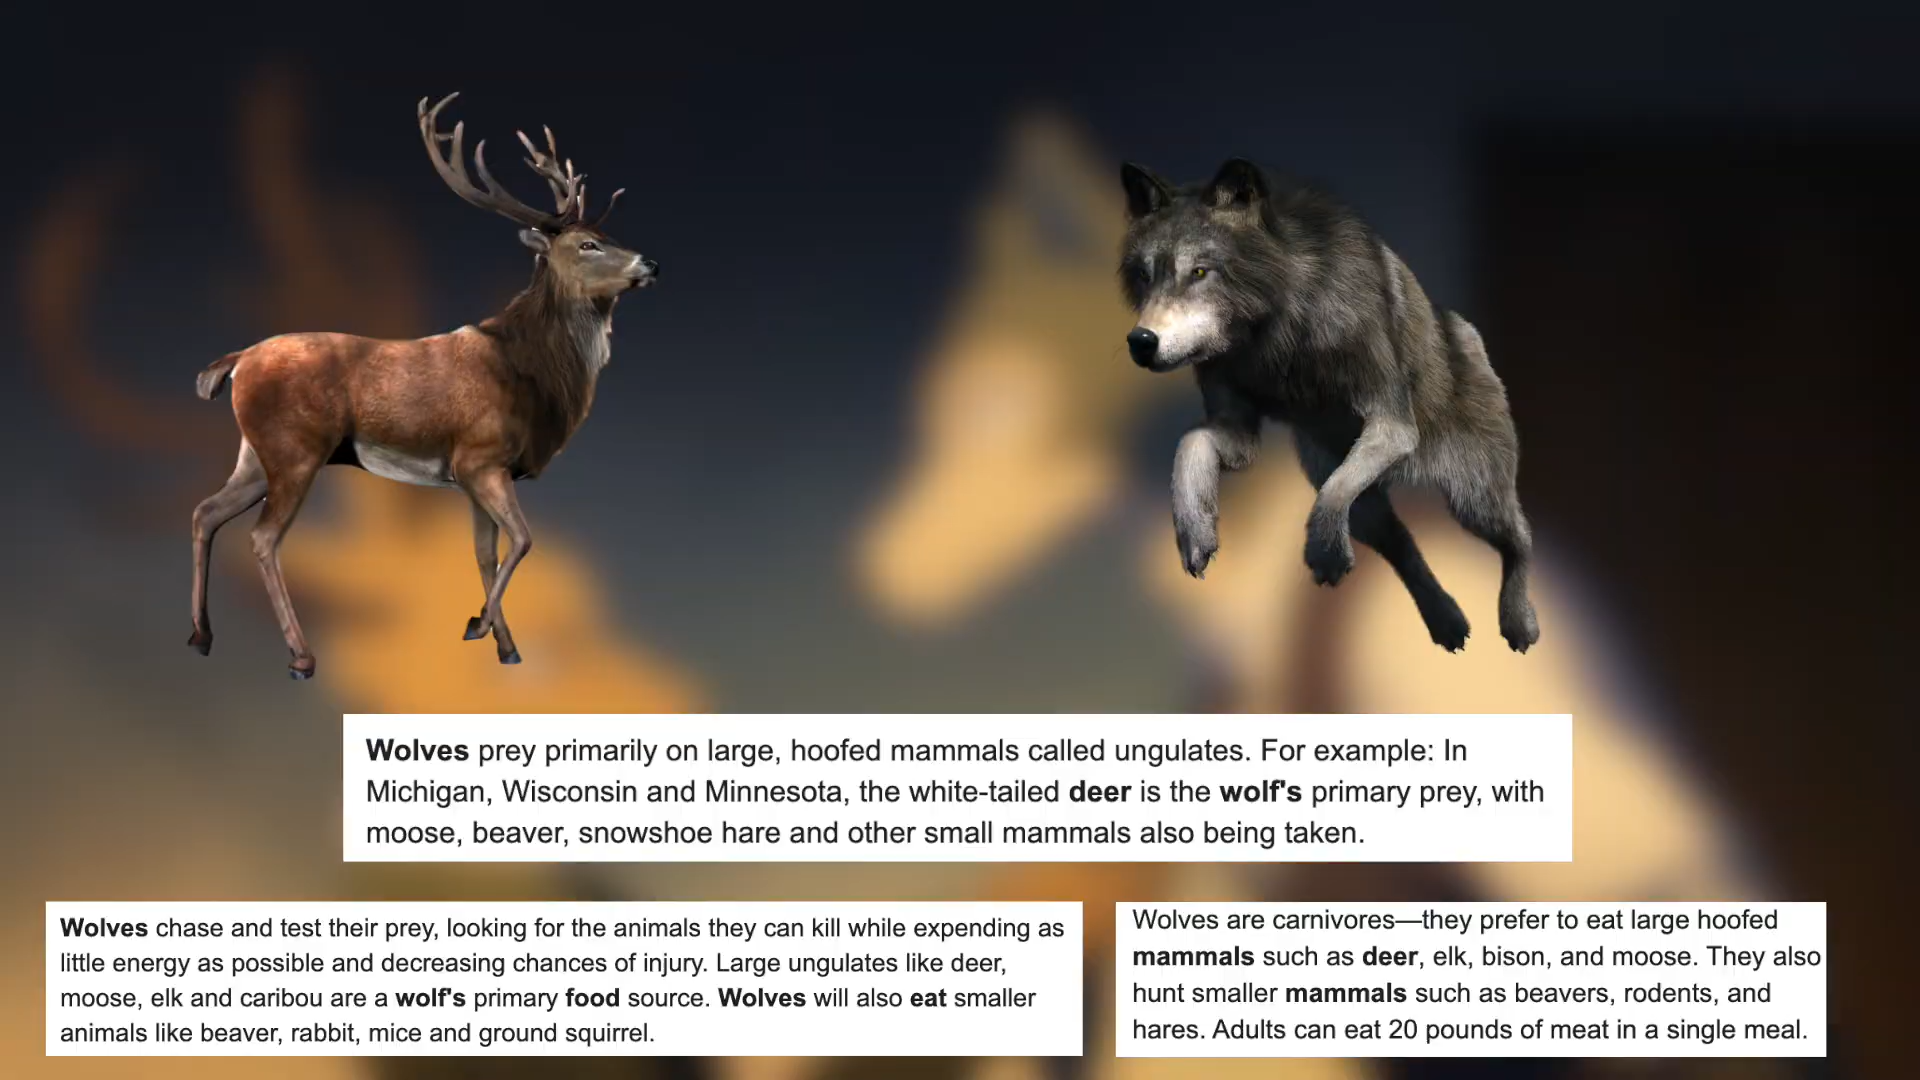 Wolves prey primarily on large, hoofed mammals called ungulates. For example: In
Michigan, Wisconsin and Minnesota, the white-tailed deer is the wolf's primary prey, with
moose, beaver, snowshoe hare and other small mammals also being taken.
Wolves chase and test their prey, looking for the animals they can kill while expending as
little energy as possible and decreasing chances of injury. Large ungulates like deer,
moose, elk and caribou are a wolf's primary food source. Wolves will also eat smaller
animals like beaver, rabbit, mice and ground squirrel.
Wolves are carnivores—they prefer to eat large hoofed
mammals such as deer, elk, bison, and moose. They also
hunt smaller mammals such as beavers, rodents, and
hares. Adults can eat 20 pounds of meat in a single meal.